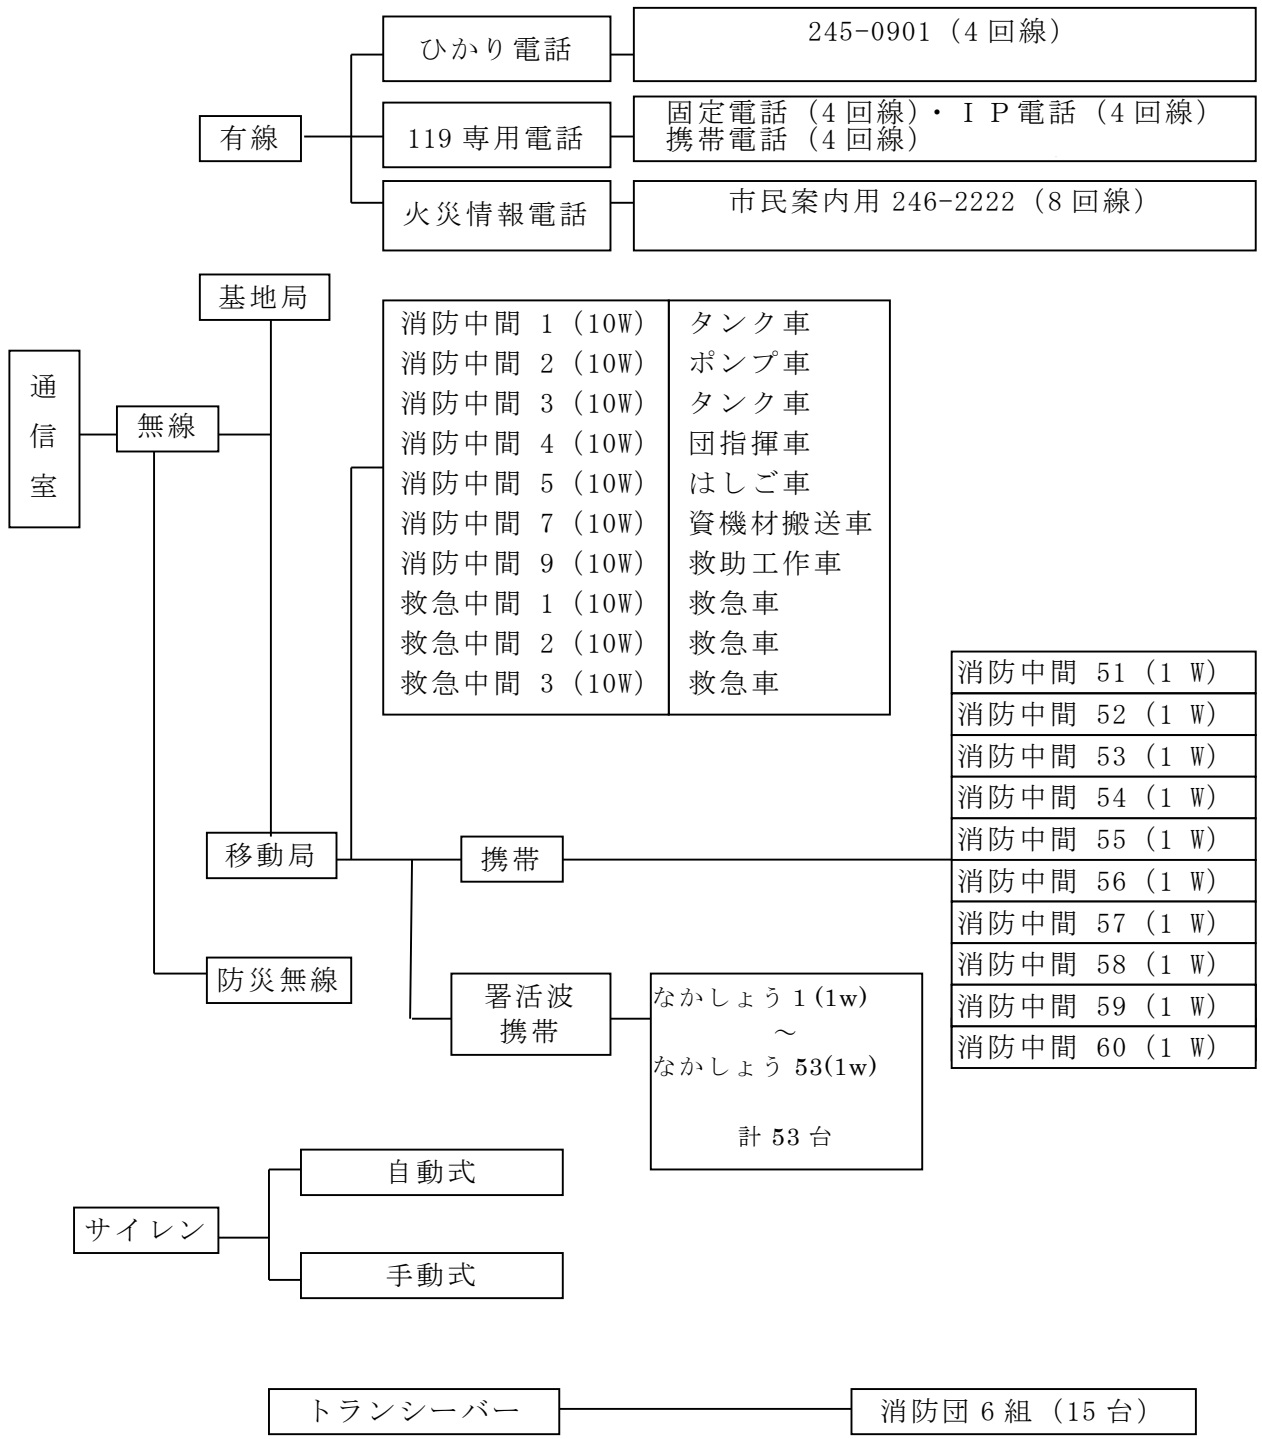 ひかり電話
245-0901（4回線）
有線
119専用電話
固定電話（4回線）・ＩＰ電話（4回線）
携帯電話（4回線）
火災情報電話
市民案内用 246-2222（8回線）
基地局
通信室
無線
消防中間 1（10W） タンク車
消防中間 2（10W） ポンプ車
消防中間 3（10W） タンク車
消防中間 4（10W） 団指揮車
消防中間 5（10W） はしご車
消防中間 7（10W） 資機材搬送車
消防中間 9（10W） 救助工作車
救急中間 1（10W） 救急車
救急中間 2（10W） 救急車
救急中間 3（10W） 救急車
消防中間 51（1 W）
消防中間 52（1 W）
消防中間 53（1 W）
消防中間 54（1 W）
消防中間 55（1 W）
消防中間 56（1 W）
消防中間 57（1 W）
消防中間 58（1 W）
消防中間 59（1 W）
消防中間 60（1 W）
移動局
携帯
防災無線
署活波
携帯
なかしょう 1 (1w)
～
なかしょう 53(1w)
計 53 台
自動式
サイレン
手動式
トランシーバー
消防団 6 組（15 台）